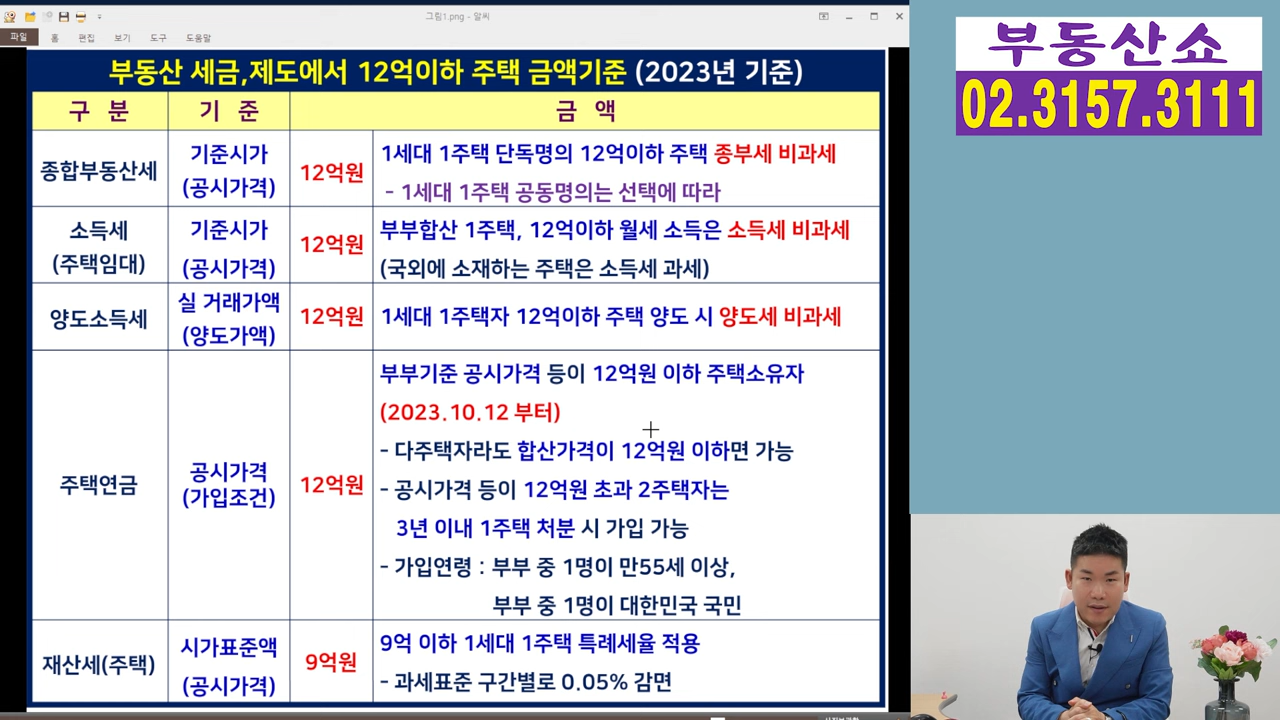 그림1.png - 알씨
파일 홈 편집 보기 도구 도움말
부동산 세금,제도에서 12억이하 주택 금액기준 (2023년 기준)
구 분 기 준 금 액
종합부동산세
기준시가
(공시가격)
12억원
1세대 1주택 단독명의 12억이하 주택 종부세 비과세
- 1세대 1주택 공동명의는 선택에 따라
소득세
(주택임대)
기준시가
(공시가격)
12억원
부부합산 1주택, 12억이하 월세 소득은 소득세 비과세
(국외에 소재하는 주택은 소득세 과세)
양도소득세
실 거래가액
(양도가액)
12억원
1세대 1주택자 12억이하 주택 양도 시 양도세 비과세
주택연금
공시가격
(가입조건)
12억원
부부기준 공시가격 등이 12억원 이하 주택소유자
(2023.10.12 부터)
- 다주택자라도 합산가격이 12억원 이하면 가능
- 공시가격 등이 12억원 초과 2주택자는
3년 이내 1주택 처분 시 가입 가능
- 가입연령 : 부부 중 1명이 만55세 이상,
부부 중 1명이 대한민국 국민
재산세(주택)
시가표준액
(공시가격)
9억원
9억 이하 1세대 1주택 특례세율 적용
- 과세표준 구간별로 0.05% 감면
부동산쇼
02.3157.3111